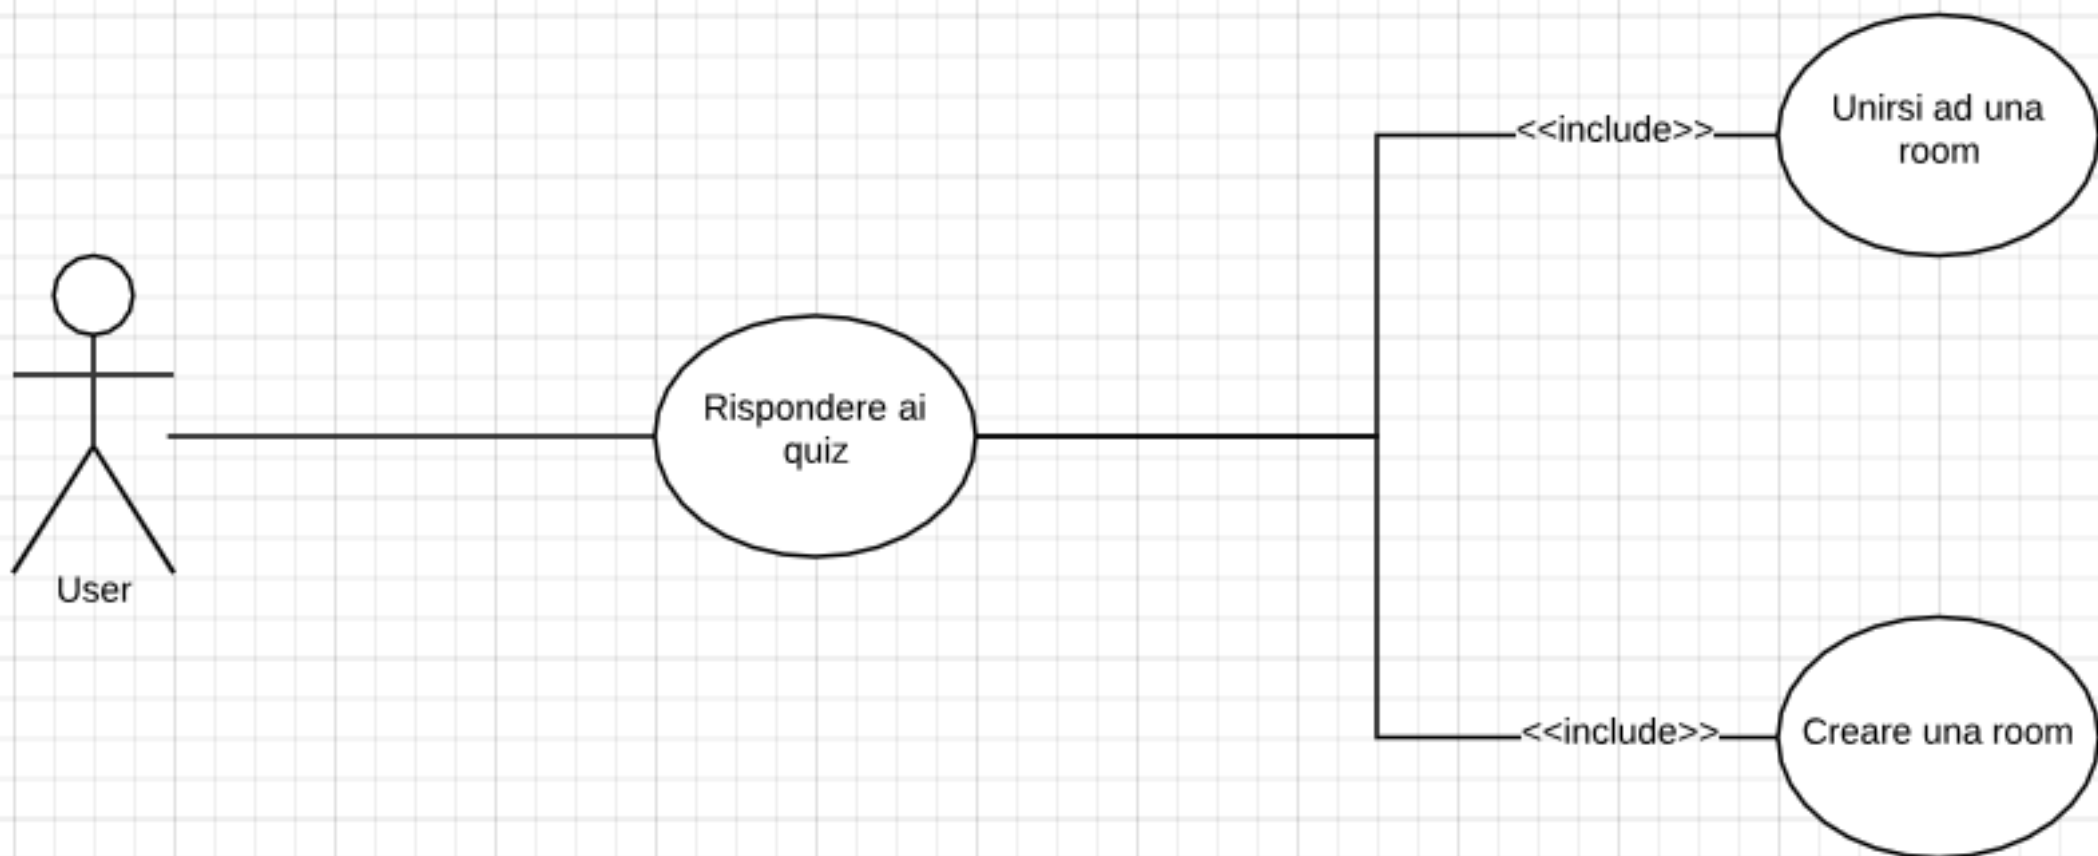 <<include>>
Unirsi ad una
room
Rispondere ai
quiz
User
<<include>>
Creare una room